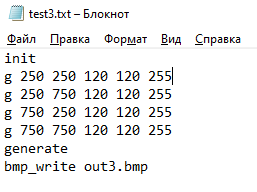 test3.txt – Блокнот
Файл Правка Формат Вид Справка
init
g 250 250 120 120 255
g 250 750 120 120 255
g 750 250 120 120 255
g 750 750 120 120 255
generate
bmp_write out3.bmp